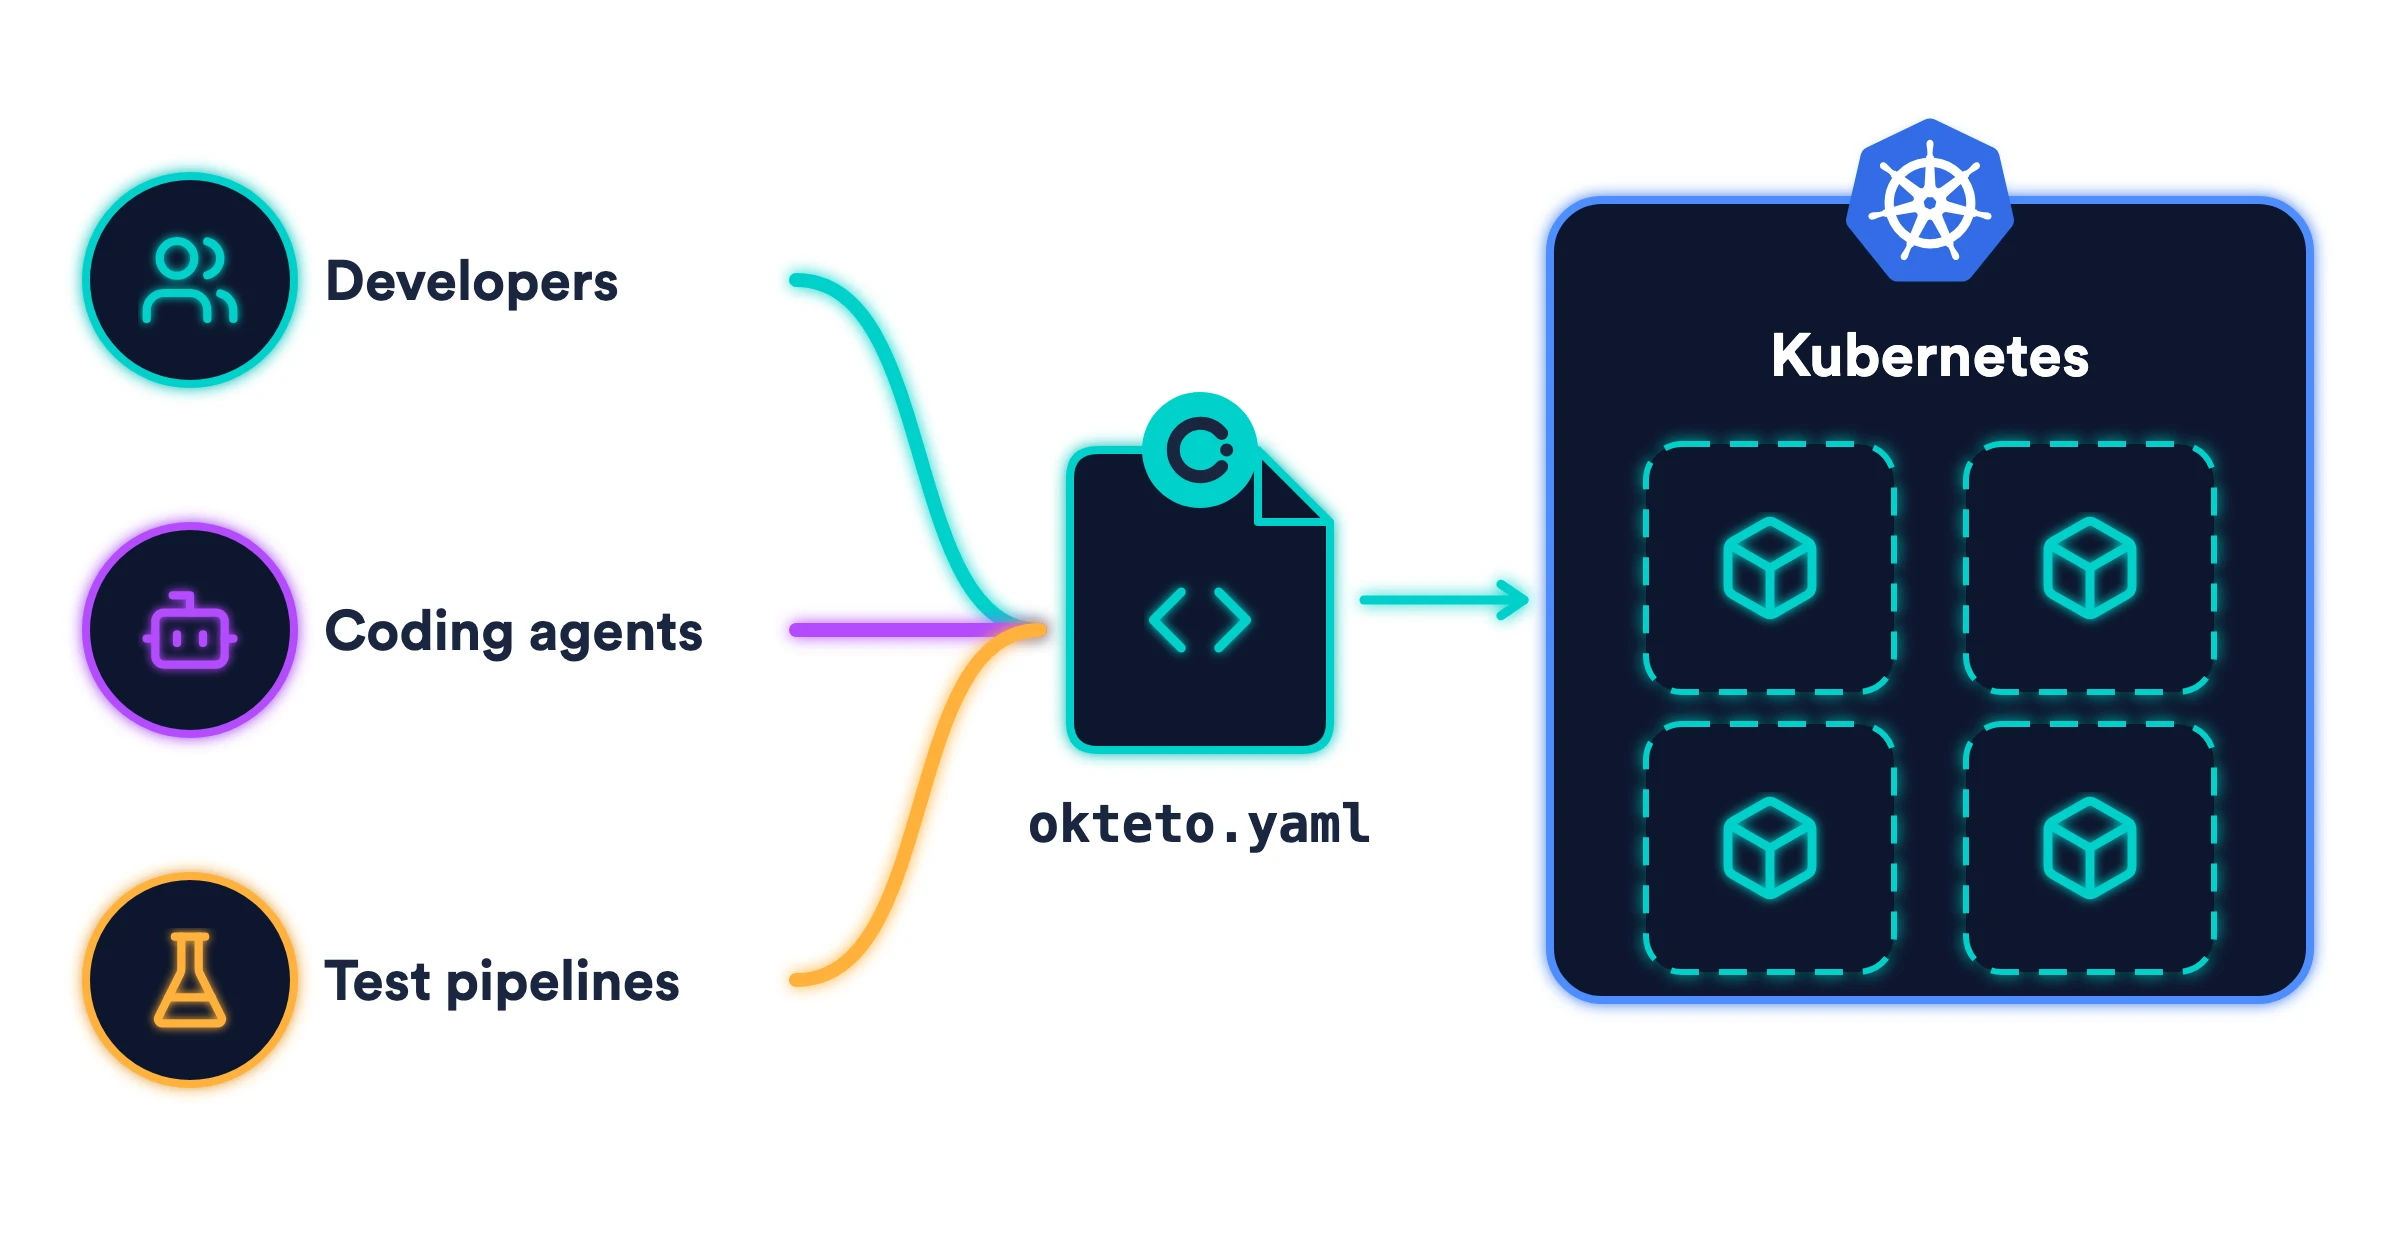 Developers
Coding agents
Test pipelines
okteto.yaml
Kubernetes